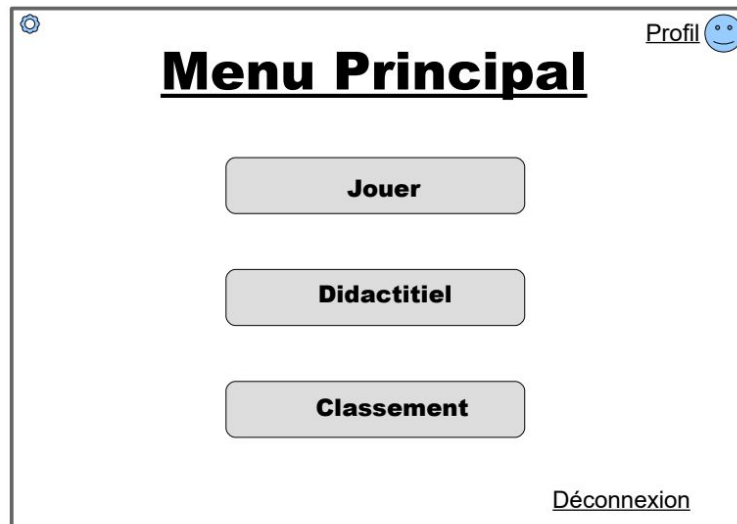 Profil
Menu Principal
Jouer
Didactitiel
Classement
Déconnexion